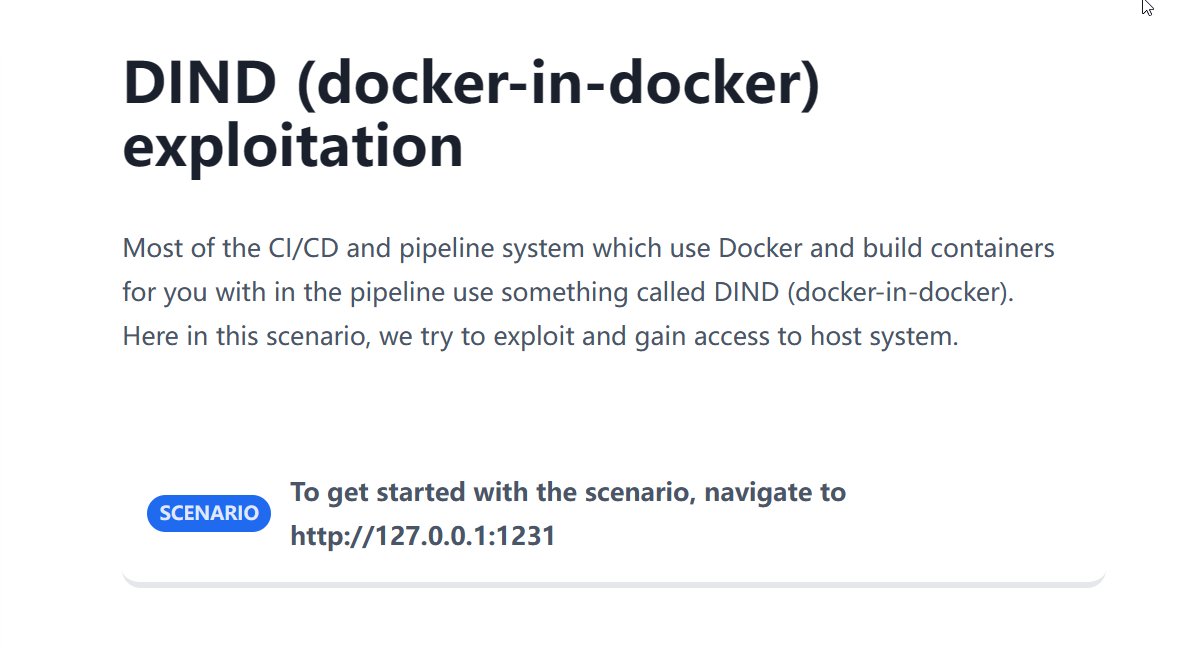 DIND (docker-in-docker)
exploitation
Most of the CI/CD and pipeline system which use Docker and build containers
for you with in the pipeline use something called DIND (docker-in-docker).
Here in this scenario, we try to exploit and gain access to host system.
SCENARIO
To get started with the scenario, navigate to
http://127.0.0.1:1231